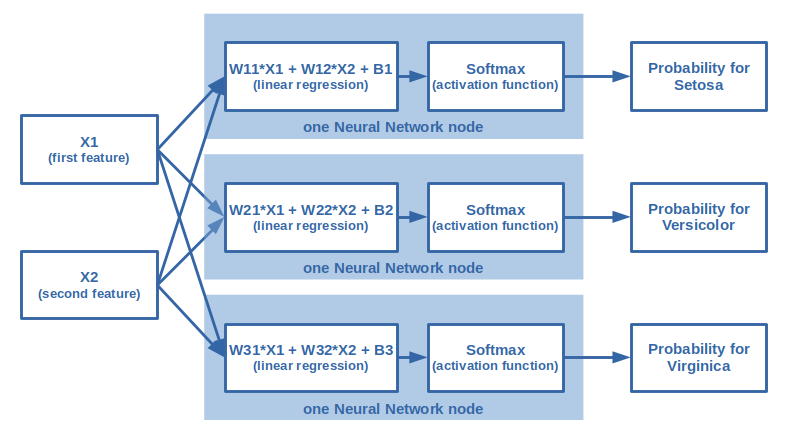 X1
(first feature)
X2
(second feature)
W11*X1 + W12*X2 + B1
(linear regression)
Softmax
(activation function)
one Neural Network node
Probability for
Setosa
W21*X1 + W22*X2 + B2
(linear regression)
Softmax
(activation function)
one Neural Network node
Probability for
Versicolor
W31*X1 + W32*X2 + B3
(linear regression)
Softmax
(activation function)
one Neural Network node
Probability for
Virginica